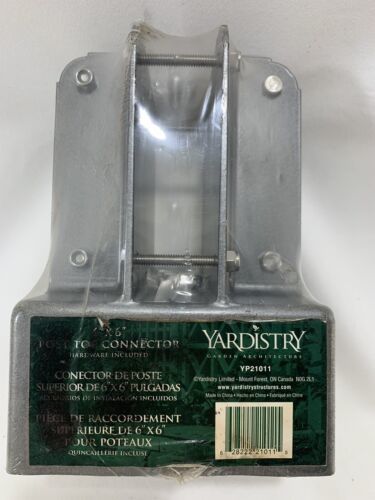 X 6"
POST TOP CONNECTOR
HARDWARE INCLUDED
CONECTOR DE POSTE
SUPERIOR DE 6" X 6" PULGADAS
DE INSTALACIÓN INCLUIDOS
PIÈCE DE RACCORDEMENT
SUPÉRIEURE DE 6" X 6"
POUR POTEAUX
QUINCAILLERIE INCLUSE
YARDISTRY
GARDEN ARCHITECTURE
YP21011
©Yardistry Limited - Mount Forest, ON Canada N0G 2L1
www.yardistrystructures.com
Made in China • Hecho en China • Fabriqué en Chine